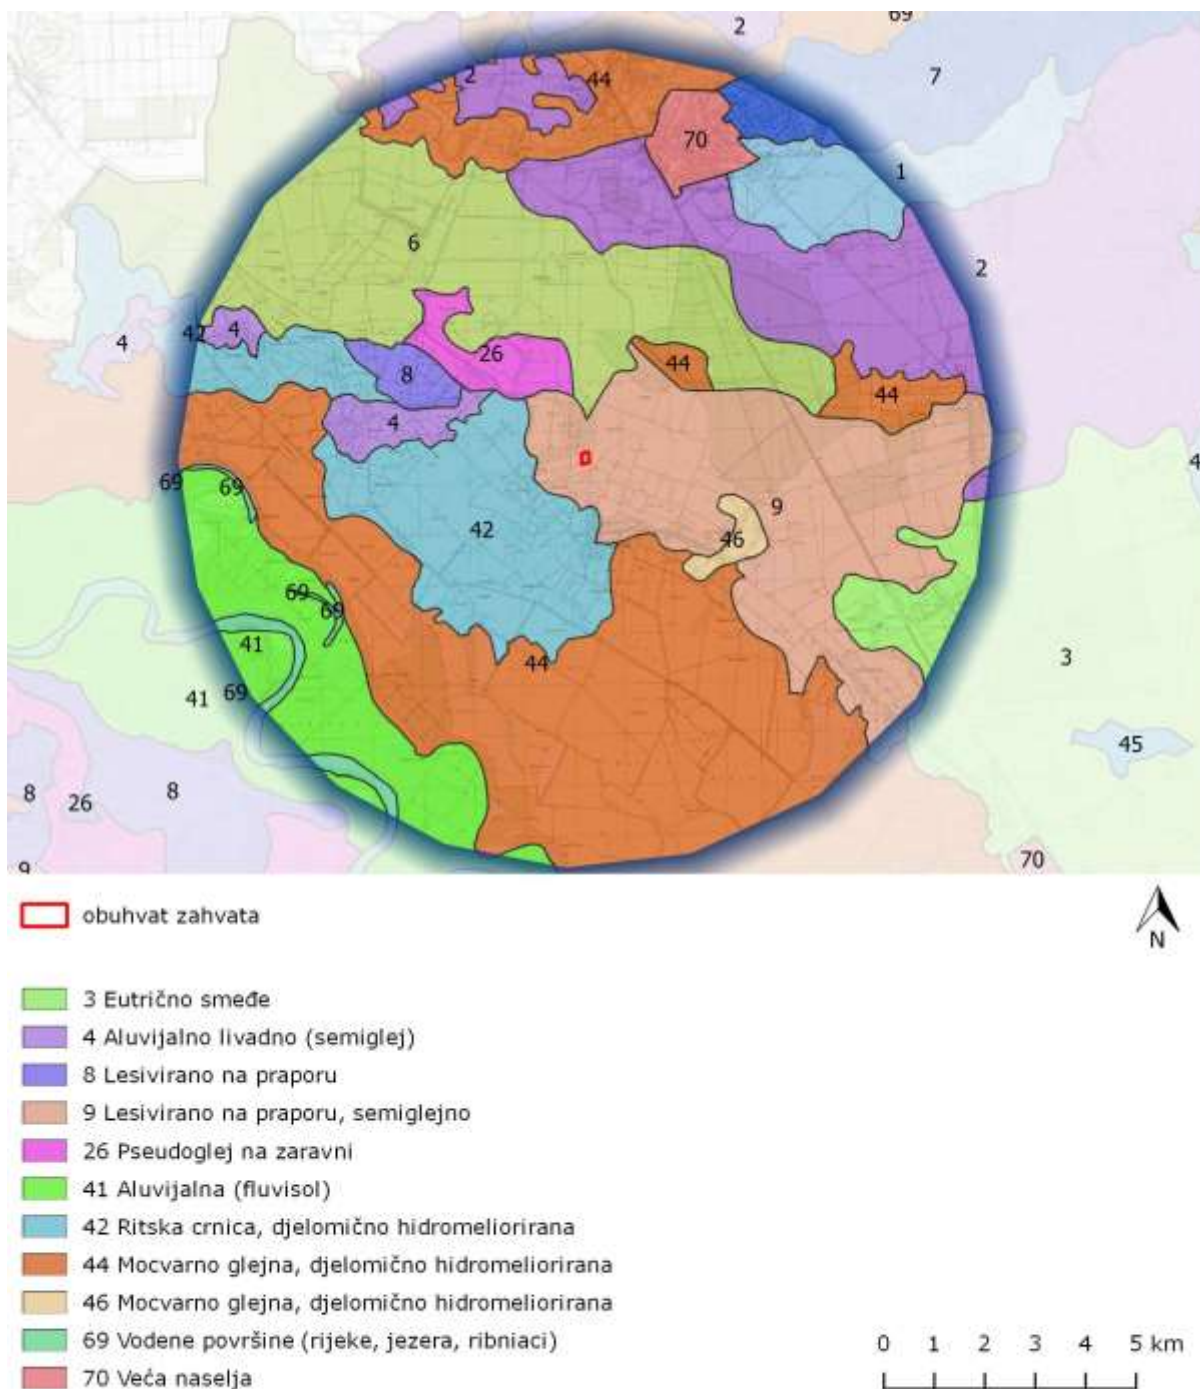 2
69
7
2
44
70
1
6
2
42
4
4
26
44
8
44
4
4
69
69
9
42
46
69
69
44
3
41
41
69
45
8
8
26
9
70
obuhvat zahvata
N
3 Eutrično smeđe
4 Aluvijalno livadno (semiglej)
8 Lesivirano na praporu
9 Lesivirano na praporu, semiglejno
26 Pseudoglej na zaravni
41 Aluvijalna (fluvisol)
42 Ritska crnica, djelomično hidromeliorirana
44 Mocvarno glejna, djelomično hidromeliorirana
46 Mocvarno glejna, djelomično hidromeliorirana
69 Vodene površine (rijeke, jezera, ribniaci)
70 Veća naselja
0 1 2 3 4 5 km